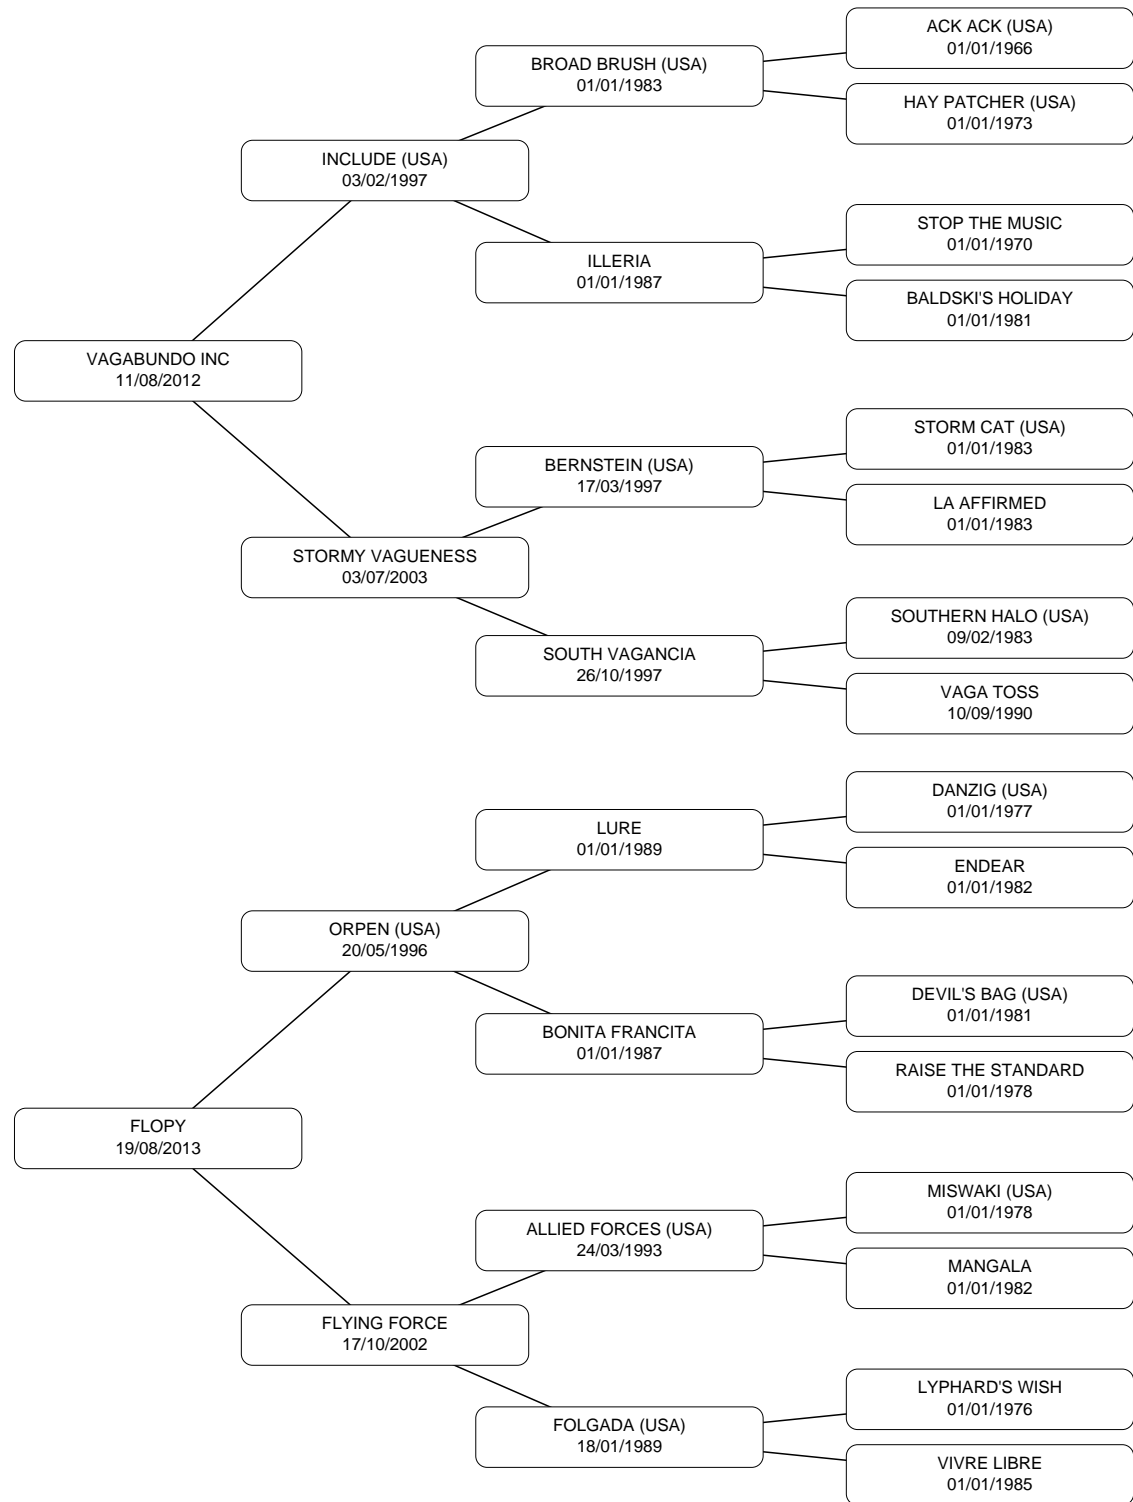 ACK ACK (USA)
01/01/1966
BROAD BRUSH (USA)
01/01/1983
HAY PATCHER (USA)
01/01/1973
INCLUDE (USA)
03/02/1997
STOP THE MUSIC
01/01/1970
ILLERIA
01/01/1987
BALDSKI'S HOLIDAY
01/01/1981
VAGABUNDO INC
11/08/2012
STORM CAT (USA)
01/01/1983
BERNSTEIN (USA)
17/03/1997
LA AFFIRMED
01/01/1983
STORMY VAGUENESS
03/07/2003
SOUTHERN HALO (USA)
09/02/1983
SOUTH VAGANCIA
26/10/1997
VAGA TOSS
10/09/1990
DANZIG (USA)
01/01/1977
LURE
01/01/1989
ENDEAR
01/01/1982
ORPEN (USA)
20/05/1996
DEVIL'S BAG (USA)
01/01/1981
BONITA FRANCITA
01/01/1987
RAISE THE STANDARD
01/01/1978
FLOPY
19/08/2013
MISWAKI (USA)
01/01/1978
ALLIED FORCES (USA)
24/03/1993
MANGALA
01/01/1982
FLYING FORCE
17/10/2002
LYPHARD'S WISH
01/01/1976
FOLGADA (USA)
18/01/1989
VIVRE LIBRE
01/01/1985